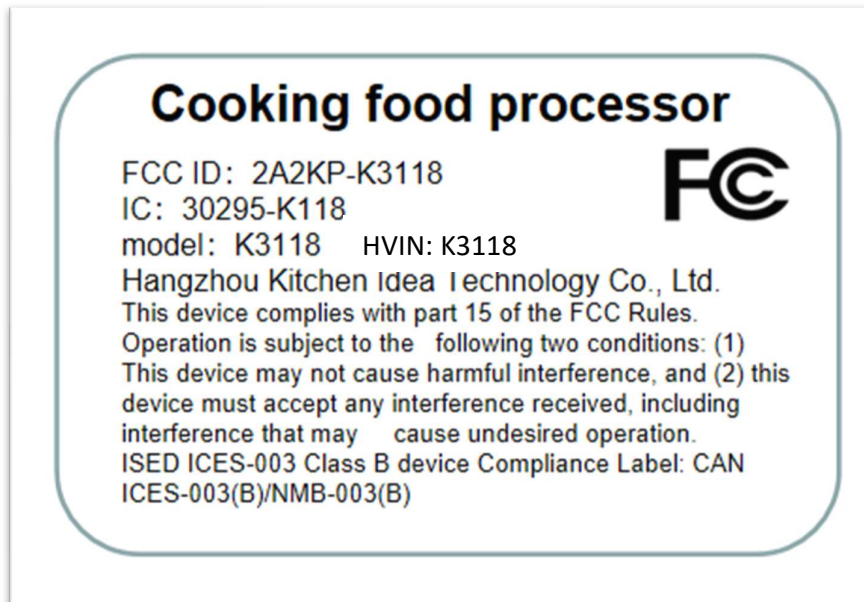 Cooking food processor
FCC ID： 2A2KP-K3118
IC： 30295-K118
model： K3118 HVIN: K3118
Hangzhou Kitchen Idea Technology Co., Ltd.
This device complies with part 15 of the FCC Rules.
Operation is subject to the following two conditions: (1)
This device may not cause harmful interference, and (2) this
device must accept any interference received, including
interference that may cause undesired operation.
ISED ICES-003 Class B device Compliance Label: CAN
ICES-003(B)/NMB-003(B)
FCC